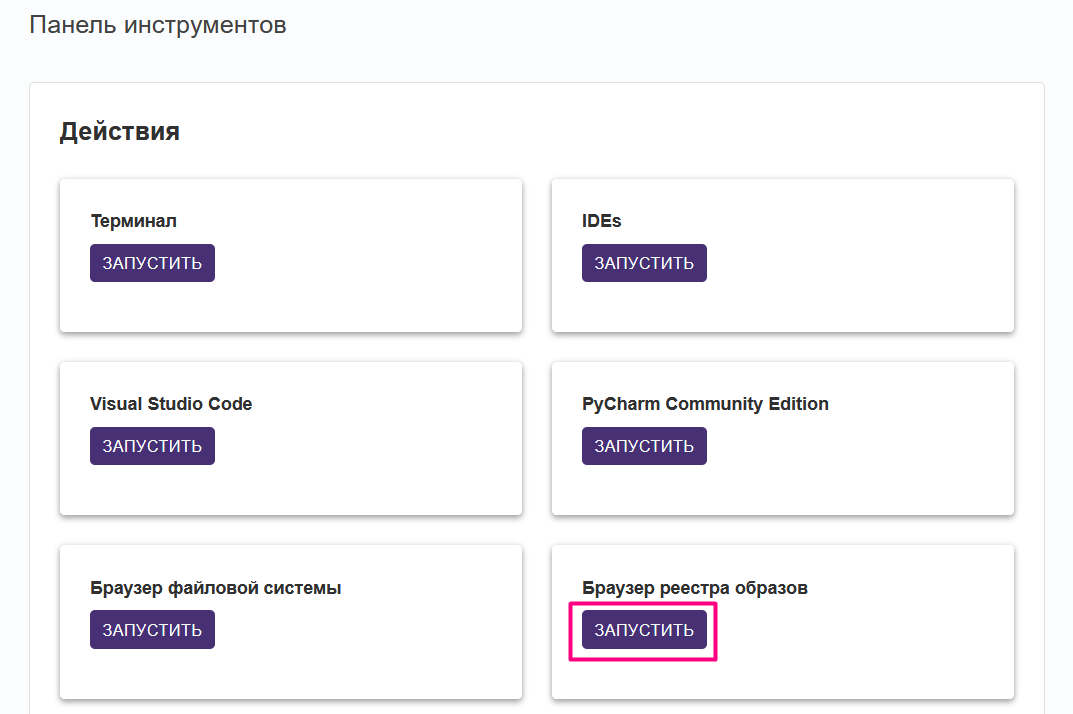 Панель инструментов
Действия
Терминал
ЗАПУСТИТЬ
IDEs
ЗАПУСТИТЬ
Visual Studio Code
ЗАПУСТИТЬ
PyCharm Community Edition
ЗАПУСТИТЬ
Браузер файловой системы
ЗАПУСТИТЬ
Браузер реестра образов
ЗАПУСТИТЬ